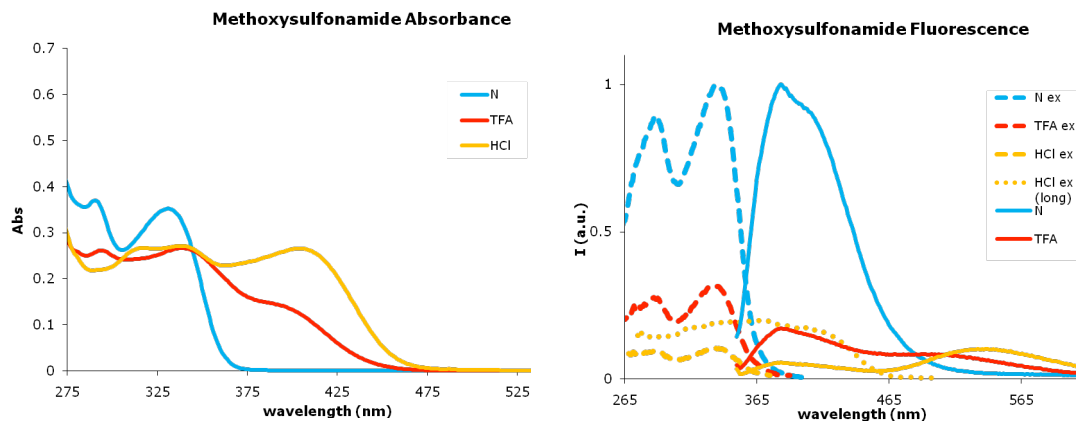 Methoxysulfonamide Absorbance
0.7
0.6
0.5
0.4
0.3
0.2
0.1
0
Abs
N
TFA
HCl
275
325
375
425
475
525
wavelength (nm)
Methoxysulfonamide Fluorescence
1
0.5
0
I (a.u.)
N ex
TFA ex
HCl ex
HCl ex
(long)
N
TFA
265
365
465
565
wavelength (nm)